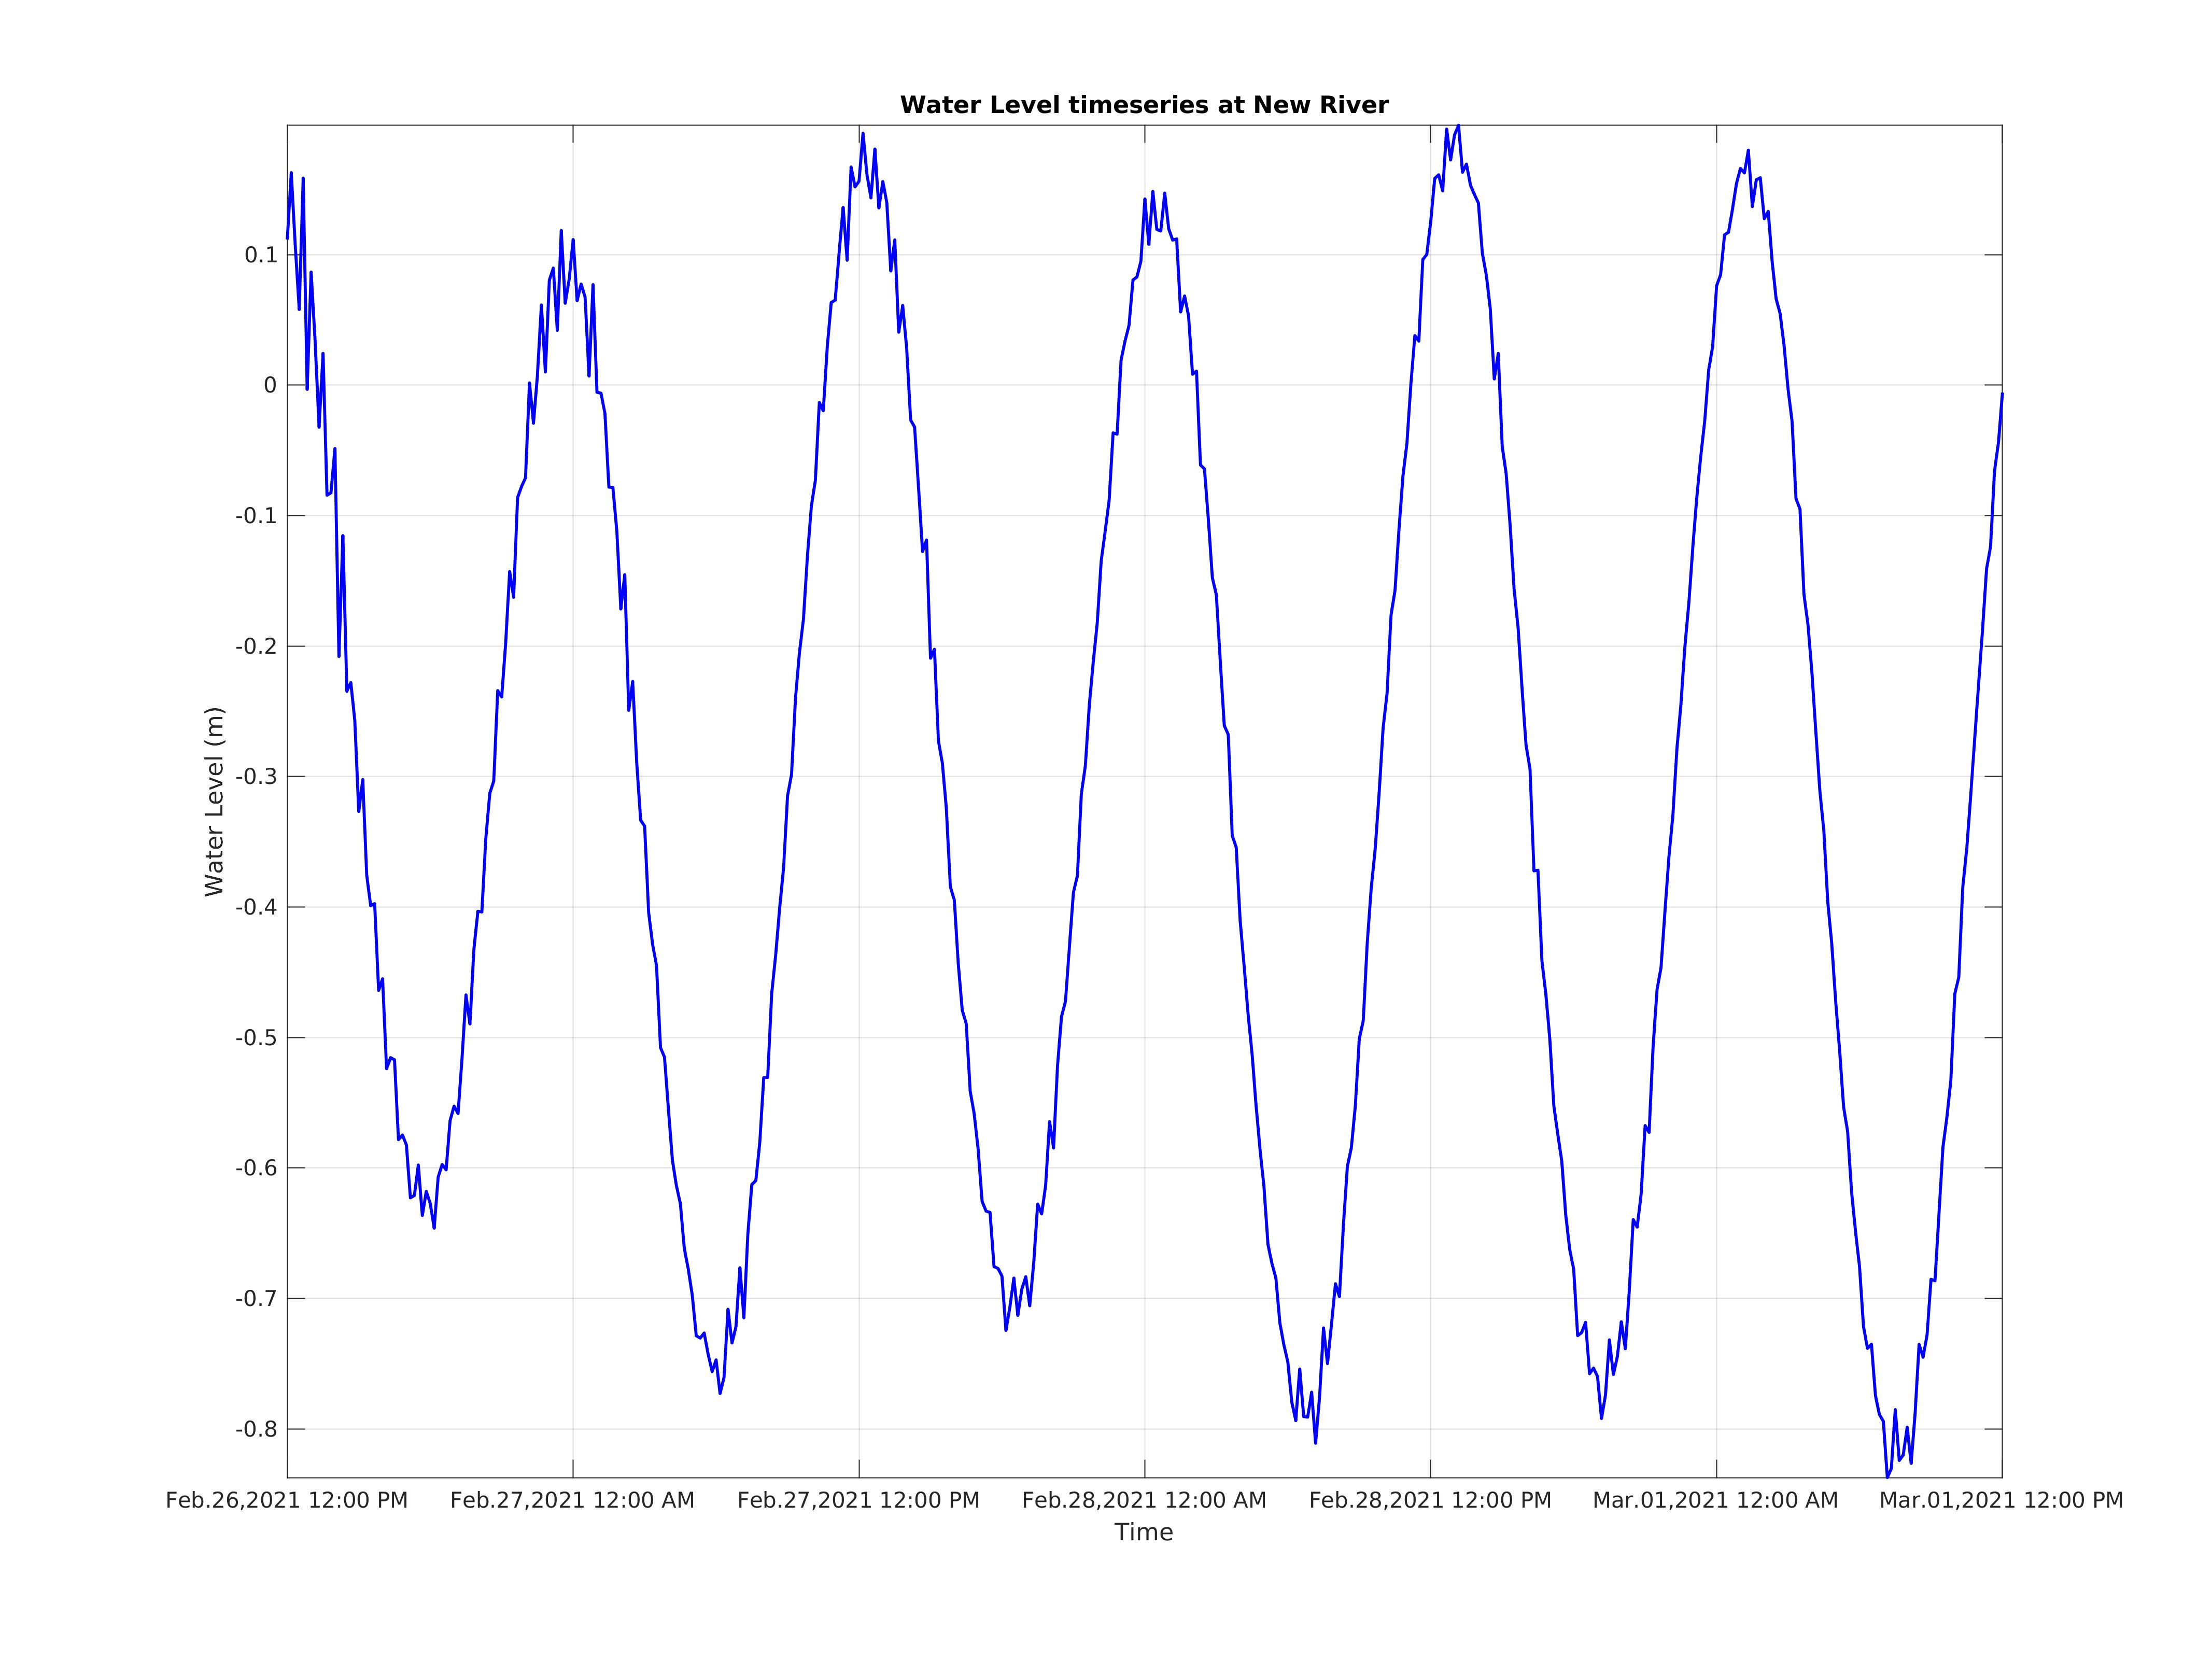 Water Level timeseries at New River
Water Level (m)
0.1
0
-0.1
-0.2
-0.3
-0.4
-0.5
-0.6
-0.7
-0.8
Feb.26,2021 12:00 PM Feb.27,2021 12:00 AM Feb.27,2021 12:00 PM Feb.28,2021 12:00 AM Feb.28,2021 12:00 PM Mar.01,2021 12:00 AM Mar.01,2021 12:00 PM
Time